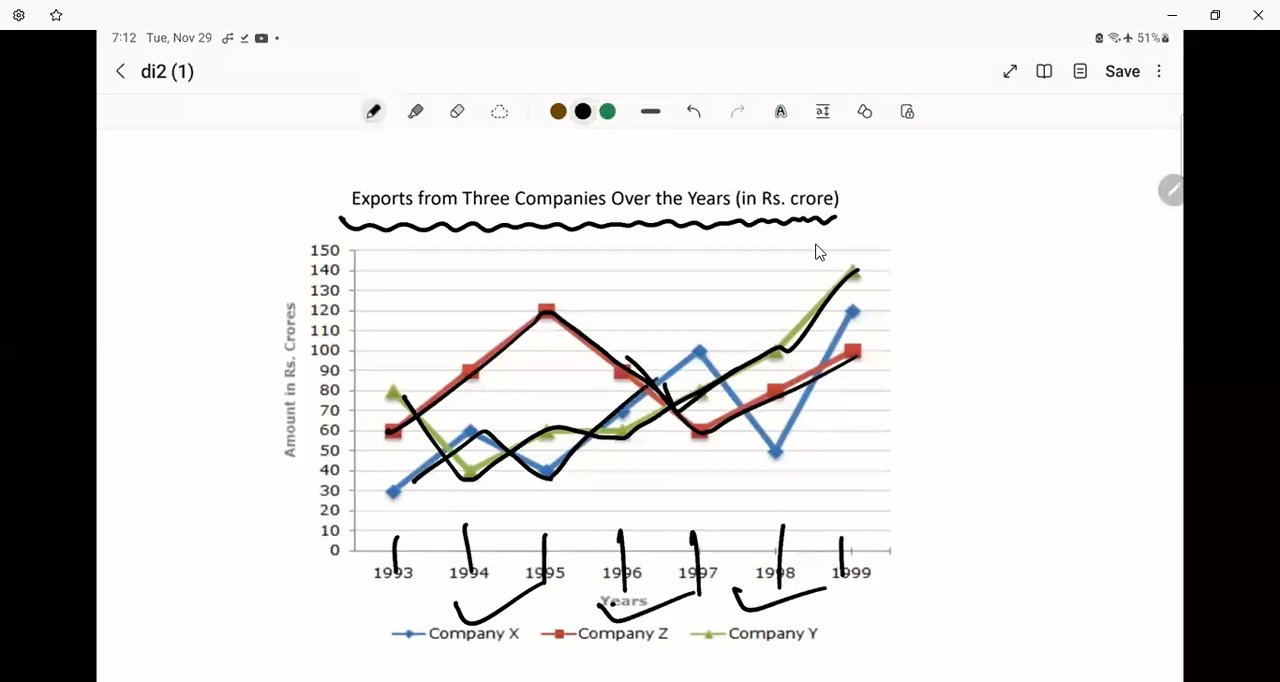 7:12 Tue, Nov 29
51%
di2 (1)
Save
Exports from Three Companies Over the Years (in Rs. crore)
150
140
130
120
110
100
90
80
70
60
50
40
30
20
10
0
Amount in Rs. Crores
1993 1994 1995 1996 1997 1998 1999
Years
Company X Company Z Company Y